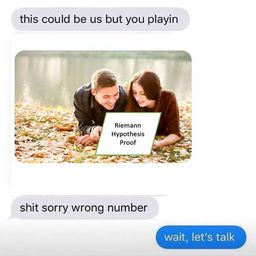 this could be us but you playin
Riemann
Hypothesis
Proof
shit sorry wrong number
wait, let's talk